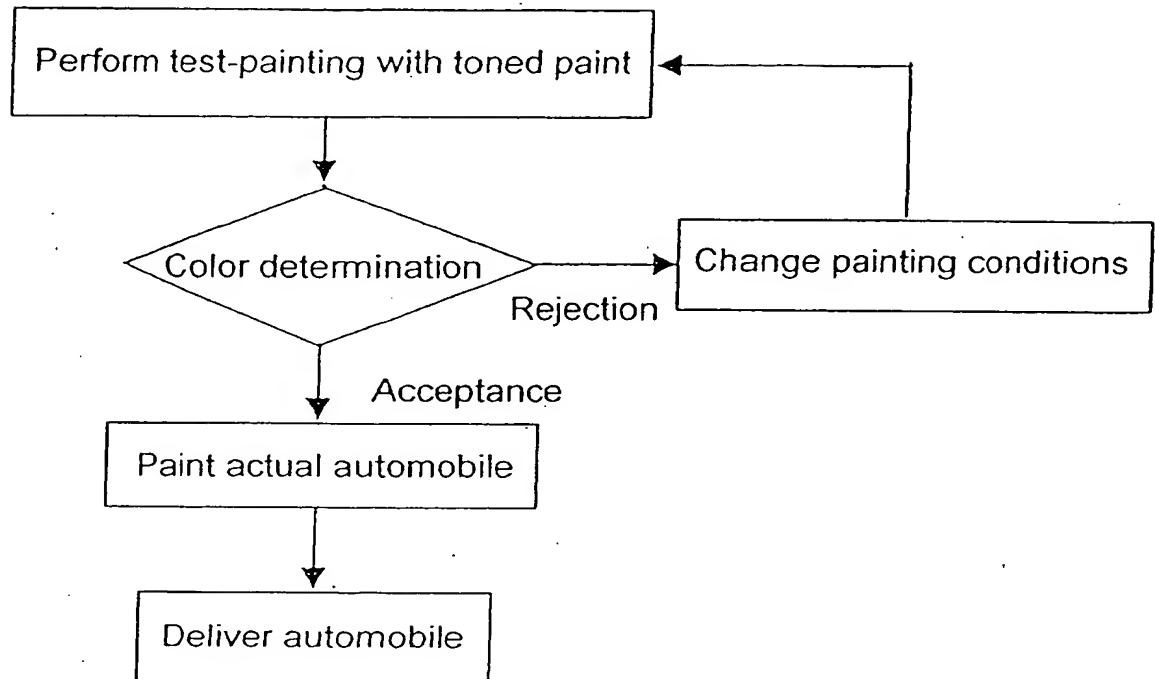 Perform test-painting with toned paint
Color determination
Change painting conditions
Rejection
Acceptance
Paint actual automobile
Deliver automobile